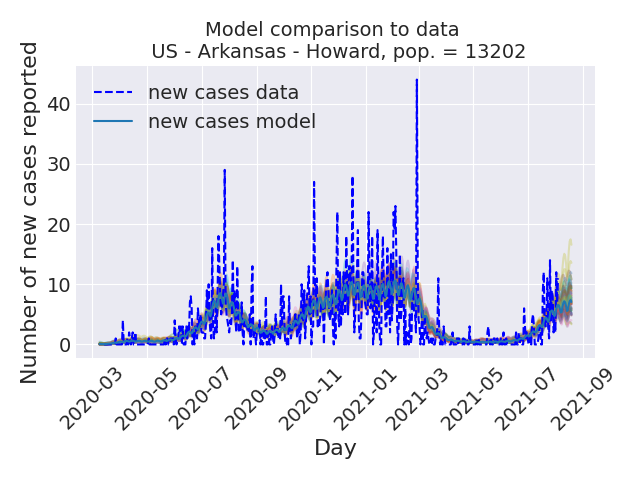 Model comparison to data
US - Arkansas - Howard, pop. = 13202
Number of new cases reported
new cases data
new cases model
40
30
20
10
0
2020-03
2020-05
2020-07
2020-09
2020-11
2021-01
2021-03
2021-05
2021-07
2021-09
Day